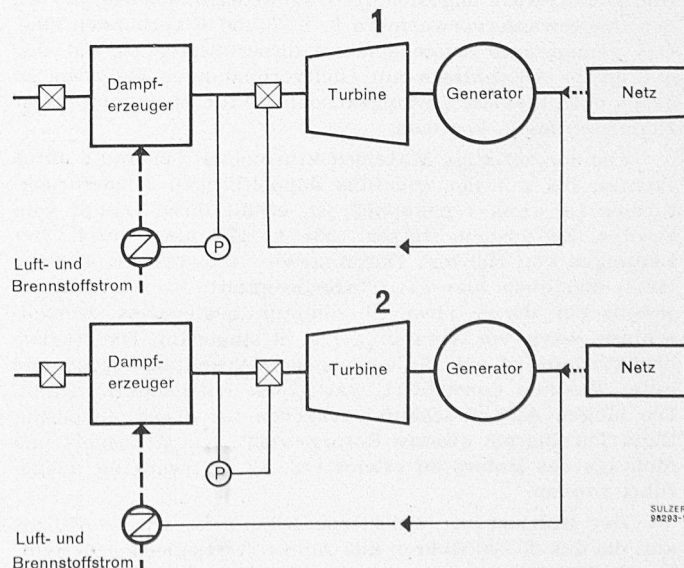 1
Dampf-
erzeuger
Turbine
Generator
Netz
P
Luft- und
Brennstoffstrom
2
Dampf-
erzeuger
Turbine
Generator
Netz
P
Luft- und
Brennstoffstrom
SULZER